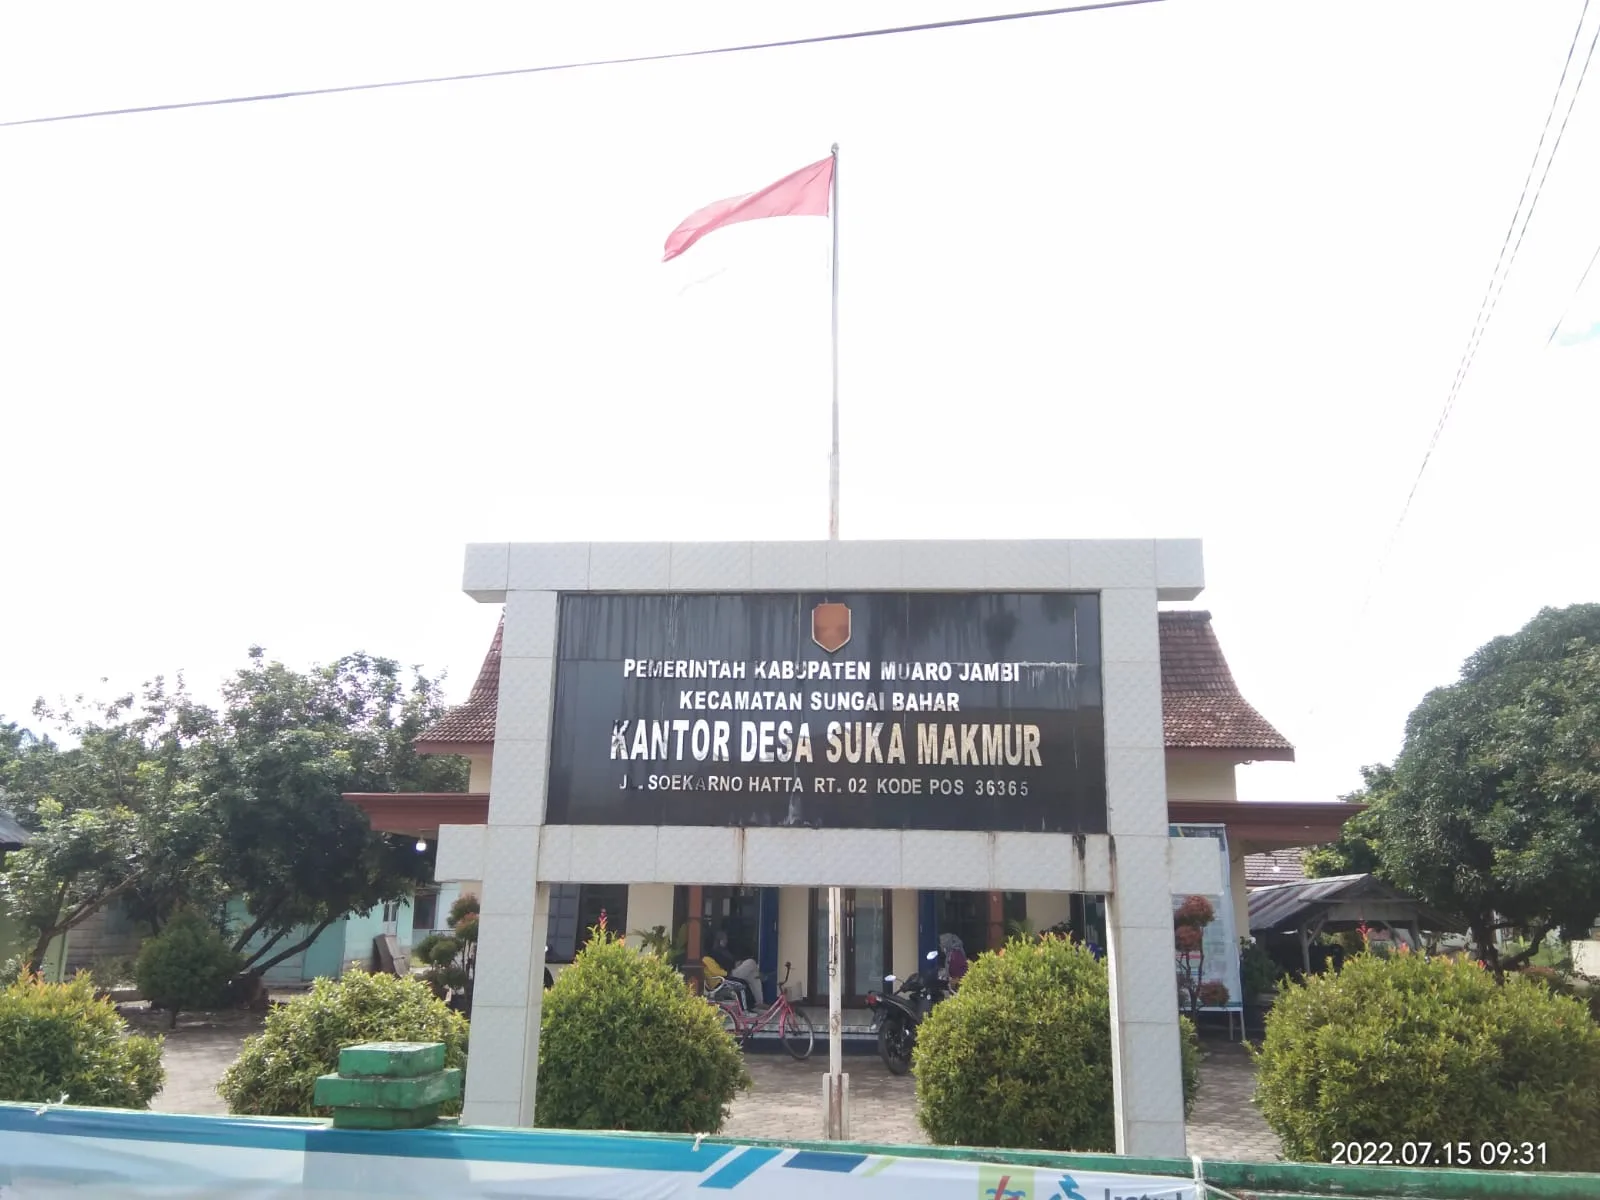 PEMERINTAH KABUPATEN MUARO JAMBI
KECAMATAN SUNGAI BAHAR
KANTOR DESA SUKA MAKMUR
JL. SOEKARNO HATTA RT. 02 KODE POS 36365
2022.07.15 09:31